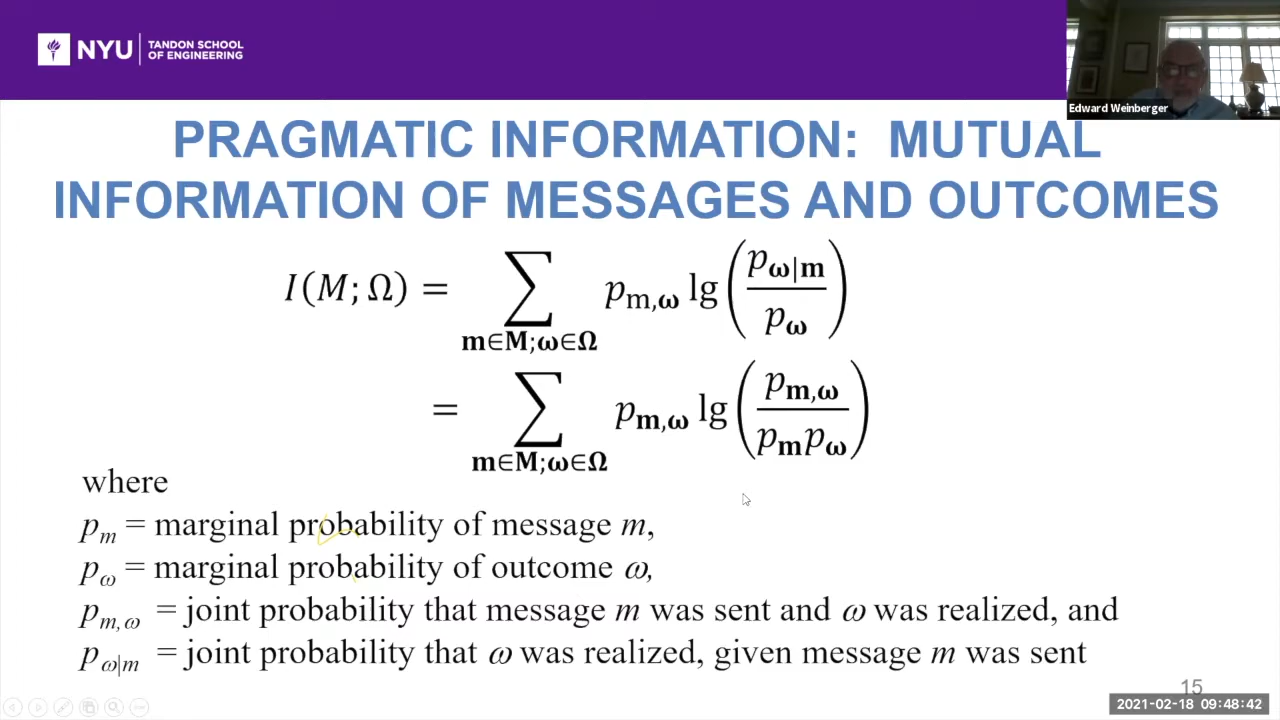 NYU
TANDON SCHOOL
OF ENGINEERING
Edward Weinberger
PRAGMATIC INFORMATION: MUTUAL
INFORMATION OF MESSAGES AND OUTCOMES
I(M;Ω) = ∑ m∈M;ω∈Ω p_m,ω lg(p_ω|m / p_ω)
= ∑ m∈M;ω∈Ω p_m,ω lg(p_m,ω / p_m p_ω)
where
p_m = marginal probability of message m,
p_ω = marginal probability of outcome ω,
p_m,ω = joint probability that message m was sent and ω was realized, and
p_ω|m = joint probability that ω was realized, given message m was sent
15
2021-02-18 09:48:42